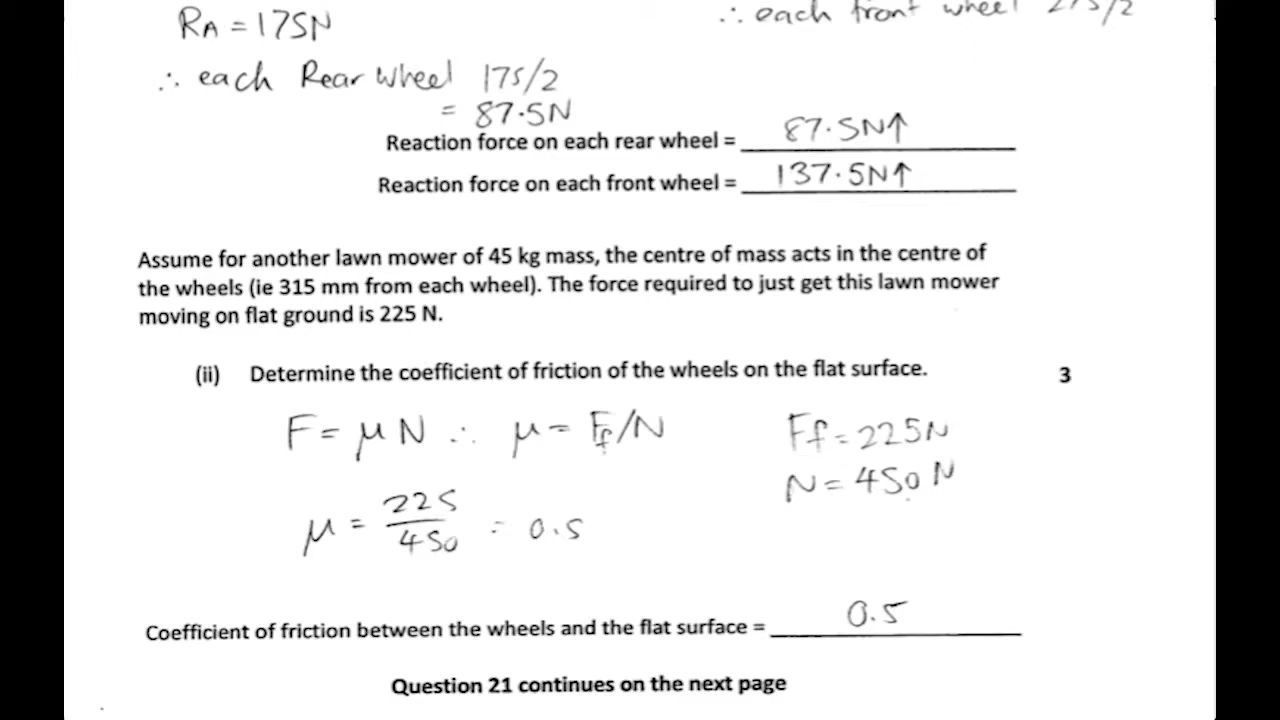 RA = 175N
∴ each front wheel 275/2
∴ each Rear wheel 175/2
= 87.5N
Reaction force on each rear wheel = 87.5N↑
Reaction force on each front wheel = 137.5N↑
Assume for another lawn mower of 45 kg mass, the centre of mass acts in the centre of
the wheels (ie 315 mm from each wheel). The force required to just get this lawn mower
moving on flat ground is 225 N.
(ii) Determine the coefficient of friction of the wheels on the flat surface. 3
F = μN ∴ μ = Ff/N Ff = 225N
N = 450 N
μ = 225/450 = 0.5
Coefficient of friction between the wheels and the flat surface = 0.5
Question 21 continues on the next page